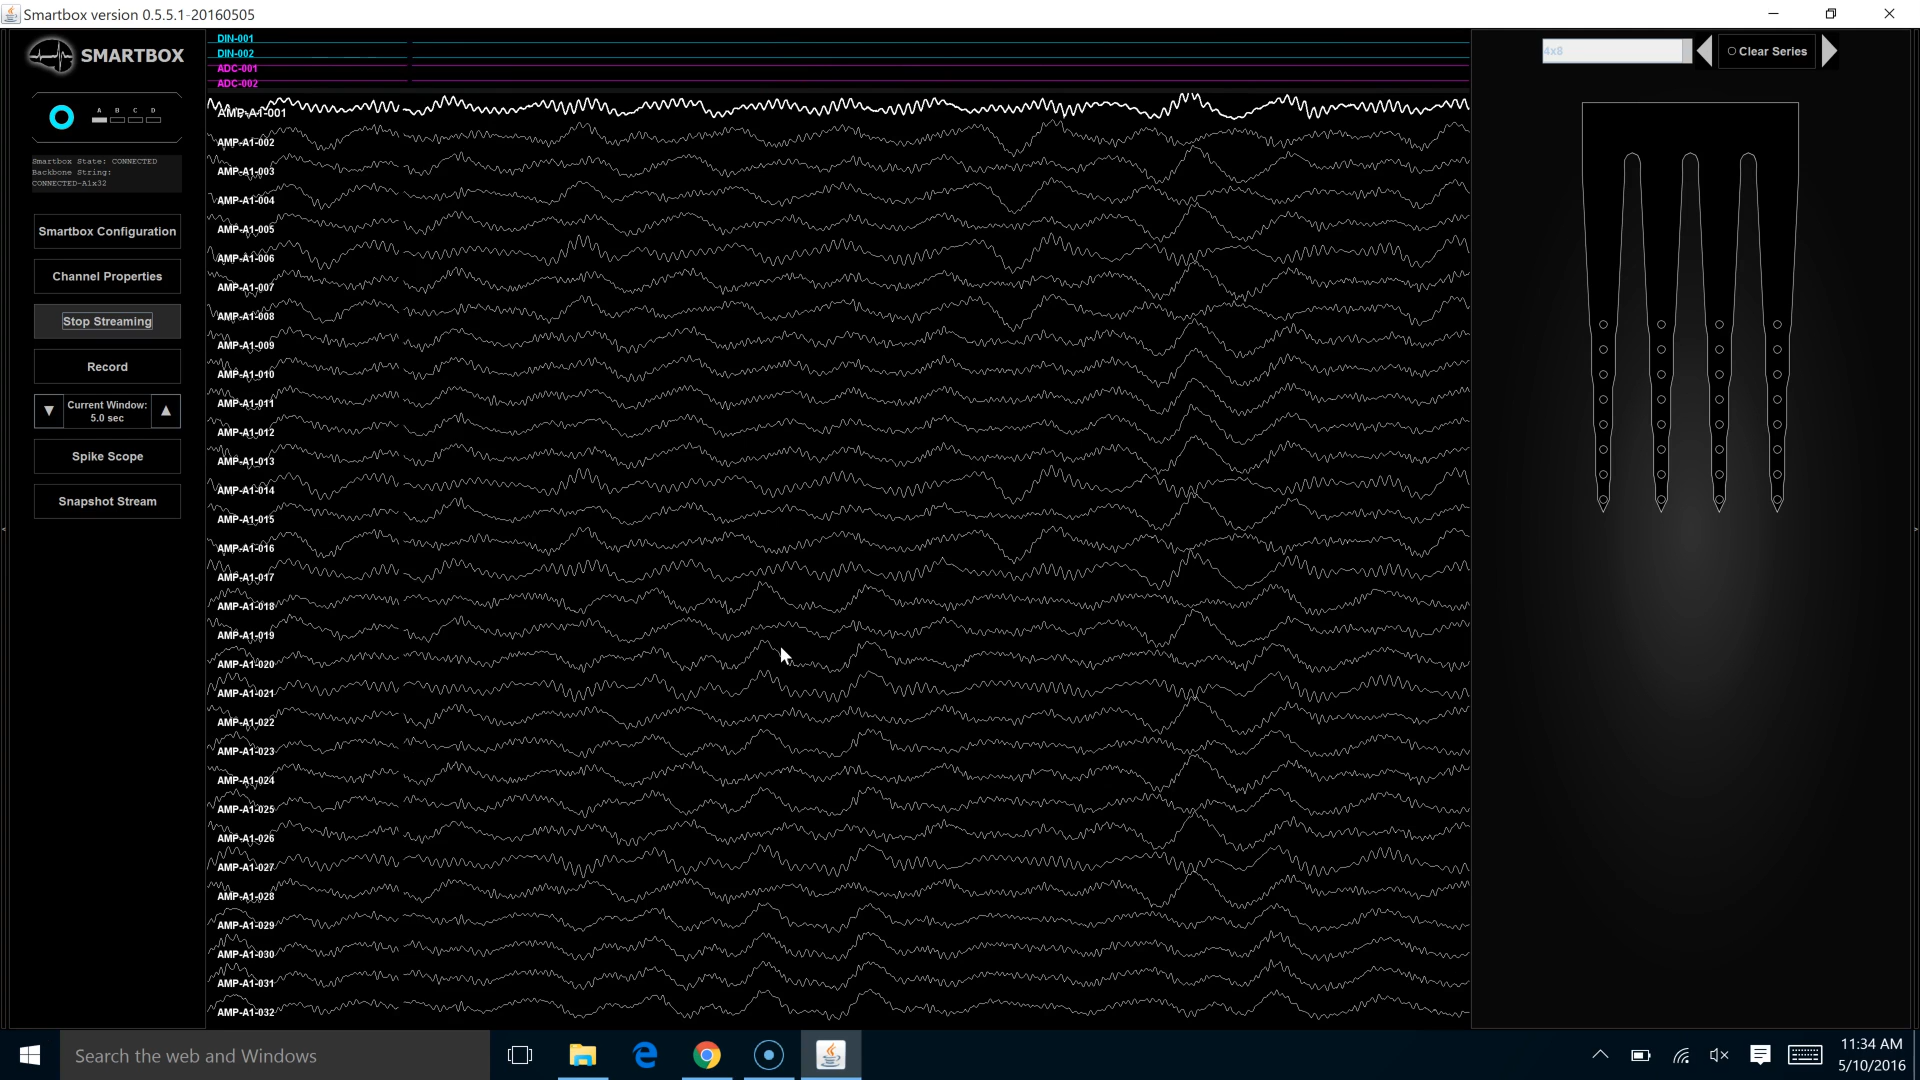 Smartbox version 0.5.5.1-20160505
SMARTBOX
A B C D
Smartbox State: CONNECTED
Backbone String:
CONNECTED-A1x32
Smartbox Configuration
Channel Properties
Stop Streaming
Record
▼ Current Window: ▲
5.0 sec
Spike Scope
Snapshot Stream
DIN-001
DIN-002
ADC-001
ADC-002
AMP-A1-001
AMP-A1-002
AMP-A1-003
AMP-A1-004
AMP-A1-005
AMP-A1-006
AMP-A1-007
AMP-A1-008
AMP-A1-009
AMP-A1-010
AMP-A1-011
AMP-A1-012
AMP-A1-013
AMP-A1-014
AMP-A1-015
AMP-A1-016
AMP-A1-017
AMP-A1-018
AMP-A1-019
AMP-A1-020
AMP-A1-021
AMP-A1-022
AMP-A1-023
AMP-A1-024
AMP-A1-025
AMP-A1-026
AMP-A1-027
AMP-A1-028
AMP-A1-029
AMP-A1-030
AMP-A1-031
AMP-A1-032
4x8
Clear Series
Search the web and Windows
11:34 AM
5/10/2016